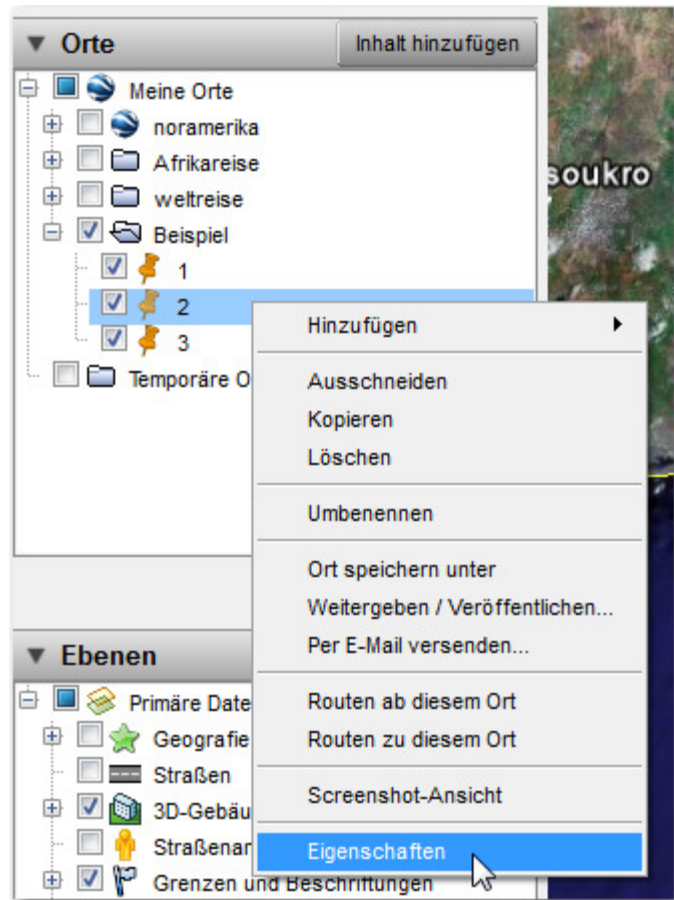 Orte
Inhalt hinzufügen
Meine Orte
noramerika
Afrikareise
weltreise
Beispiel
1
2
3
Temporäre O
soukro
Hinzufügen
Ausschneiden
Kopieren
Löschen
Umbenennen
Ort speichern unter
Weitergeben / Veröffentlichen...
Per E-Mail versenden...
Routen ab diesem Ort
Routen zu diesem Ort
Screenshot-Ansicht
Eigenschaften
Ebenen
Primäre Date
Geografie
Straßen
3D-Gebäu
Straßenan
Grenzen und Beschriftungen